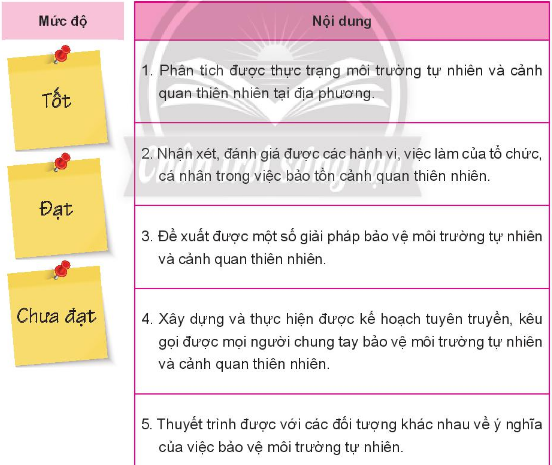 Mức độ
Nội dung
Tốt
Đạt
Chưa đạt
1. Phân tích được thực trạng môi trường tự nhiên và cảnh
quan thiên nhiên tại địa phương.
2. Nhận xét, đánh giá được các hành vi, việc làm của tổ chức,
cá nhân trong việc bảo tồn cảnh quan thiên nhiên.
3. Đề xuất được một số giải pháp bảo vệ môi trường tự nhiên
và cảnh quan thiên nhiên.
4. Xây dựng và thực hiện được kế hoạch tuyên truyền, kêu
gọi được mọi người chung tay bảo vệ môi trường tự nhiên
và cảnh quan thiên nhiên.
5. Thuyết trình được với các đối tượng khác nhau về ý nghĩa
của việc bảo vệ môi trường tự nhiên.